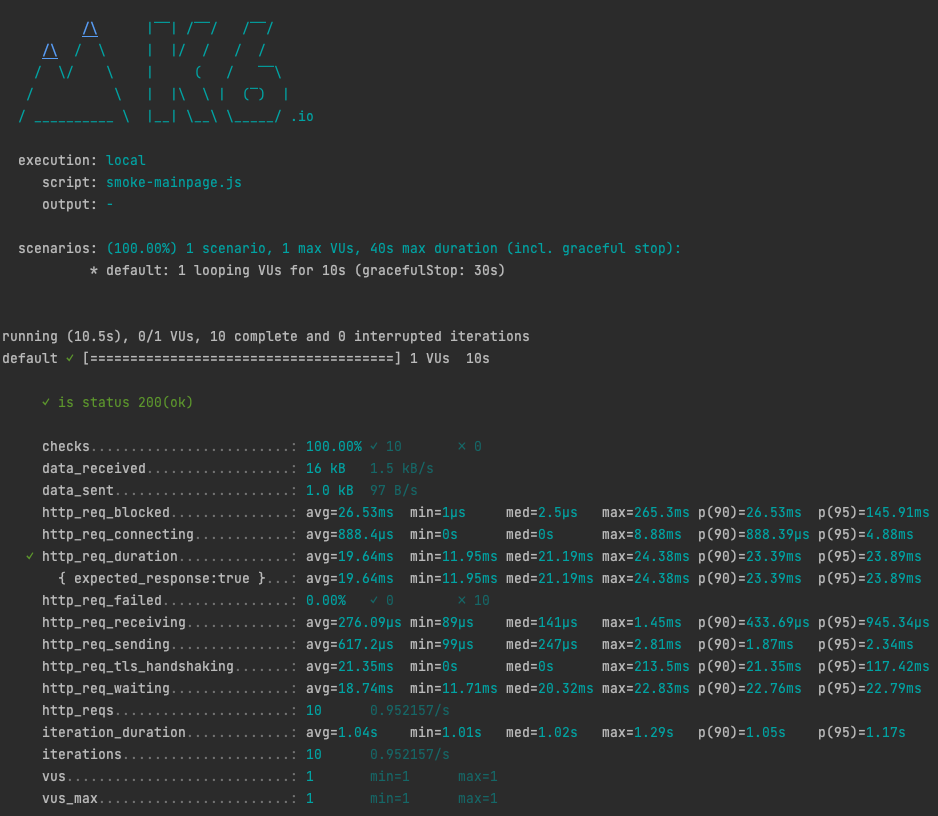 /\      |‾‾| /‾‾/   /‾‾/
     /\  /  \     |  |/  /   /  /
    /  \/    \    |     (   /   ‾‾\
   /          \   |  |\  \ |  (‾)  |
  / __________ \  |__| \__\ \_____/ .io
  execution: local
     script: smoke-mainpage.js
     output: -
  scenarios: (100.00%) 1 scenario, 1 max VUs, 40s max duration (incl. graceful stop):
           * default: 1 looping VUs for 10s (gracefulStop: 30s)
running (10.5s), 0/1 VUs, 10 complete and 0 interrupted iterations
default ✓ [======================================] 1 VUs  10s
     ✓ is status 200(ok)
     checks.........................: 100.00% ✓ 10       ✗ 0
     data_received..................: 16 kB   1.5 kB/s
     data_sent......................: 1.0 kB  97 B/s
     http_req_blocked...............: avg=26.53ms  min=1µs     med=2.5µs   max=265.3ms p(90)=26.53ms  p(95)=145.91ms
     http_req_connecting............: avg=888.4µs  min=0s      med=0s      max=8.88ms  p(90)=888.39µs p(95)=4.88ms
   ✓ http_req_duration..............: avg=19.64ms  min=11.95ms med=21.19ms max=24.38ms p(90)=23.39ms  p(95)=23.89ms
       { expected_response:true }...: avg=19.64ms  min=11.95ms med=21.19ms max=24.38ms p(90)=23.39ms  p(95)=23.89ms
     http_req_failed................: 0.00%   ✓ 0        ✗ 10
     http_req_receiving.............: avg=276.09µs min=89µs    med=141µs   max=1.45ms  p(90)=433.69µs p(95)=945.34µs
     http_req_sending...............: avg=617.2µs  min=99µs    med=247µs   max=2.81ms  p(90)=1.87ms   p(95)=2.34ms
     http_req_tls_handshaking.......: avg=21.35ms  min=0s      med=0s      max=213.5ms p(90)=21.35ms  p(95)=117.42ms
     http_req_waiting...............: avg=18.74ms  min=11.71ms med=20.32ms max=22.83ms p(90)=22.76ms  p(95)=22.79ms
     http_reqs......................: 10      0.952157/s
     iteration_duration.............: avg=1.04s    min=1.01s   med=1.02s   max=1.29s   p(90)=1.05s    p(95)=1.17s
     iterations.....................: 10      0.952157/s
     vus............................: 1       min=1      max=1
     vus_max........................: 1       min=1      max=1